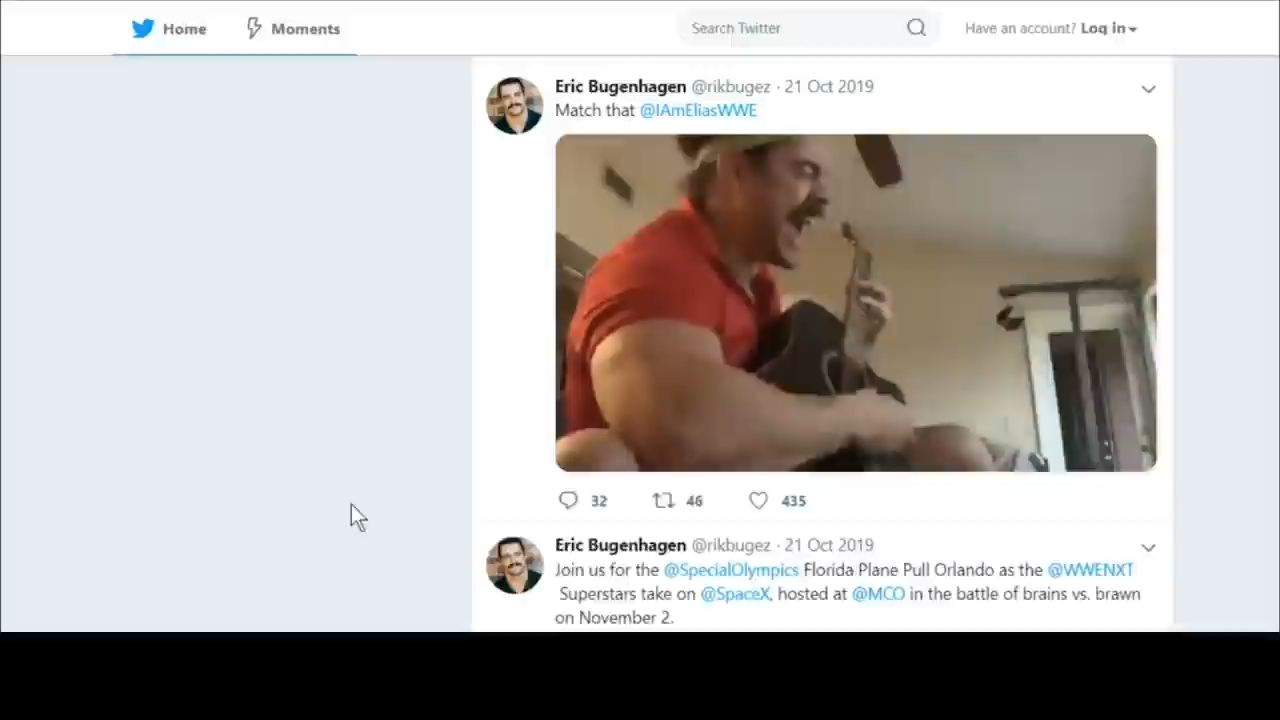 Home Moments Search Twitter Have an account? Log in
Eric Bugenhagen @rikbugez · 21 Oct 2019
Match that @IAmEliasWWE
32 46 435
Eric Bugenhagen @rikbugez · 21 Oct 2019
Join us for the @SpecialOlympics Florida Plane Pull Orlando as the @WWENXT
Superstars take on @SpaceX, hosted at @MCO in the battle of brains vs. brawn
on November 2.